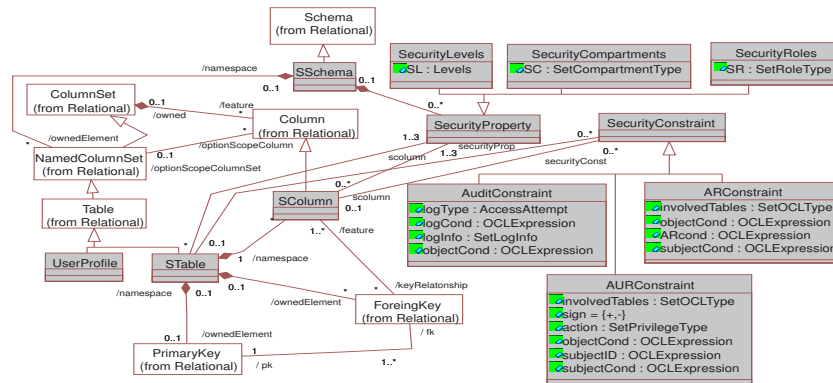 Schema
(from Relational)
SecurityLevels
SL : Levels
SecurityCompartments
SC : SetCompartmentType
SecurityRoles
SR : SetRoleType
/namespace
0..1
SSchema
0..1
ColumnSet
(from Relational)
0..1
/owned
/feature
*
Column
(from Relational)
0..*
SecurityProperty
0..*
SecurityConstraint
/ownedElement
*
*
/optionScopeColumn
1..3
1..3
securityProp
0..*
NamedColumnSet
(from Relational)
0..1
/optionScopeColumnSet
scolumn
securityConst
Table
(from Relational)
SColumn
0..*
0..1
scolumn
AuditConstraint
logType : AccessAttempt
logCond : OCLExpression
logInfo : SetLogInfo
objectCond : OCLExpression
ARConstraint
involvedTables : SetOCLType
objectCond : OCLExpression
ARcond : OCLExpression
subjectCond : OCLExpression
*
*
1..*
/feature
UserProfile
STable
0..1
1
/namespace
/namespace
0..1
0..1
/keyRelatonship
*
*
/ownedElement
ForeingKey
(from Relational)
AURConstraint
involvedTables : SetOCLType
sign = {+,-}
action : SetPrivilegeType
objectCond : OCLExpression
subjectID : OCLExpression
subjectCond : OCLExpression
0..1
/ownedElement
/ fk
PrimaryKey
(from Relational)
1
/ pk
1..*